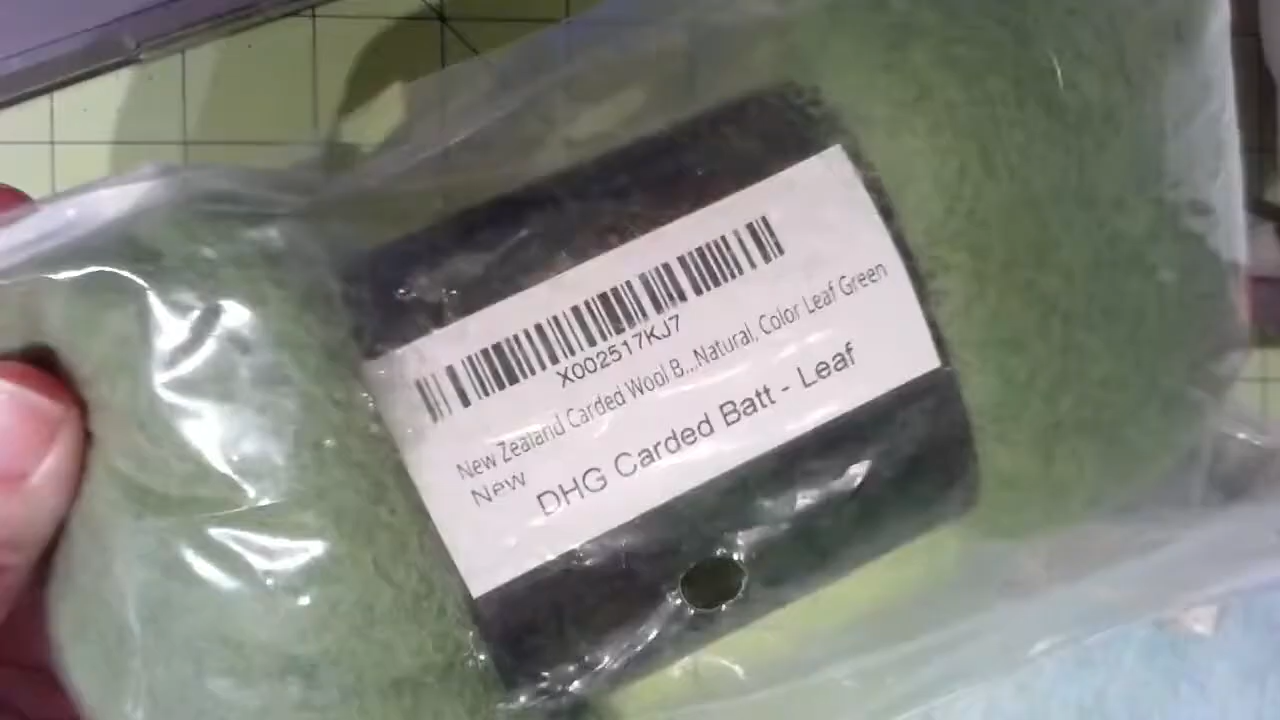 X002517KJ7
New Zealand Carded Wool B...Natural, Color Leaf Green
New
DHG Carded Batt - Leaf